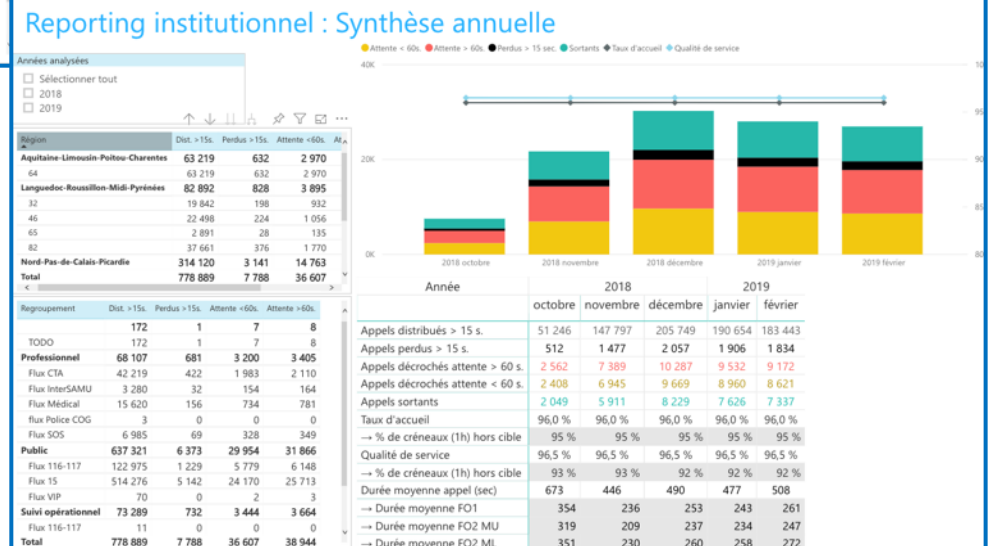 Reporting institutionnel : Synthèse annuelle
Années analysées
Sélectionner tout
2018
2019
Région Dist. >15s. Perdus >15s. Attente <60s. At
Aquitaine-Limousin-Poitou-Charentes 63 219 632 2 970
64 63 219 632 2 970
Languedoc-Roussillon-Midi-Pyrénées 82 892 828 3 895
32 19 842 198 932
46 22 498 224 1 056
65 2 891 28 135
82 37 661 376 1 770
Nord-Pas-de-Calais-Picardie 314 120 3 141 14 763
Total 778 889 7 788 36 607
Regroupement Dist. >15s. Perdus >15s. Attente <60s. Attente >60s.
172 1 7 8
TODO 172 1 7 8
Professionnel 68 107 681 3 200 3 405
Flux CTA 42 219 422 1 983 2 110
Flux InterSAMU 3 280 32 154 164
Flux Médical 15 620 156 734 781
flux Police COG 3 0 0 0
Flux SOS 6 985 69 328 349
Public 637 321 6 373 29 954 31 866
Flux 116-117 122 975 1 229 5 779 6 148
Flux 15 514 276 5 142 24 170 25 713
Flux VIP 70 0 2 3
Suivi opérationnel 73 289 732 3 444 3 664
Flux 116-117 11 0 0 0
Total 778 889 7 788 36 607 38 944
Attente < 60s. Attente > 60s. Perdus > 15 sec. Sortants Taux d'accueil Qualité de service
40K 10
95
20K 90
85
0K 80
2018 octobre 2018 novembre 2018 décembre 2019 janvier 2019 février
Année 2018 2019
octobre novembre décembre janvier février
Appels distribués > 15 s. 51 246 147 797 205 749 190 654 183 443
Appels perdus > 15 s. 512 1 477 2 057 1 906 1 834
Appels décrochés attente > 60 s. 2 562 7 389 10 287 9 532 9 172
Appels décrochés attente < 60 s. 2 408 6 945 9 669 8 960 8 621
Appels sortants 2 049 5 911 8 229 7 626 7 337
Taux d'accueil 96,0 % 96,0 % 96,0 % 96,0 % 96,0 %
→ % de créneaux (1h) hors cible 95 % 95 % 95 % 95 % 95 %
Qualité de service 96,5 % 96,5 % 96,5 % 96,5 % 96,5 %
→ % de créneaux (1h) hors cible 93 % 93 % 92 % 92 % 92 %
Durée moyenne appel (sec) 673 446 490 477 508
→ Durée moyenne FO1 354 236 253 243 261
→ Durée moyenne FO2 MU 319 209 237 234 247
→ Durée moyenne FO2 ML 351 230 260 258 272